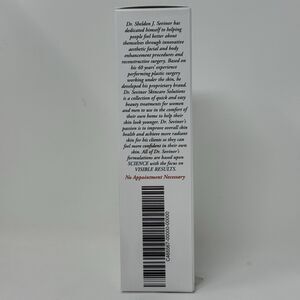 Dr. Sheldon J. Sevinor has
dedicated himself to helping
people feel better about
themselves through innovative
aesthetic facial and body
enhancement procedures and
reconstructive surgery. Based on
his 40 years' experience
performing plastic surgery
working under the skin, he
developed his proprietary brand.
Dr. Sevinor Skincare Solutions
is a collection of quick and easy
beauty treatments for women
and men to use in the comfort of
their own home to help their
skin look younger. Dr. Sevinor's
passion is to improve overall skin
health and achieve more radiant
skin for his clients so they can
feel more confident in their own
skin. All of Dr. Sevinor's
formulations are based upon
SCIENCE with the focus on
VISIBLE RESULTS.
No Appointment Necessary